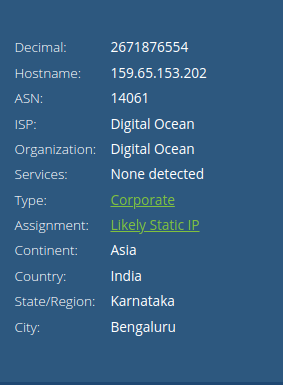 Decimal: 2671876554
Hostname: 159.65.153.202
ASN: 14061
ISP: Digital Ocean
Organization: Digital Ocean
Services: None detected
Type: Corporate
Assignment: Likely Static IP
Continent: Asia
Country: India
State/Region: Karnataka
City: Bengaluru